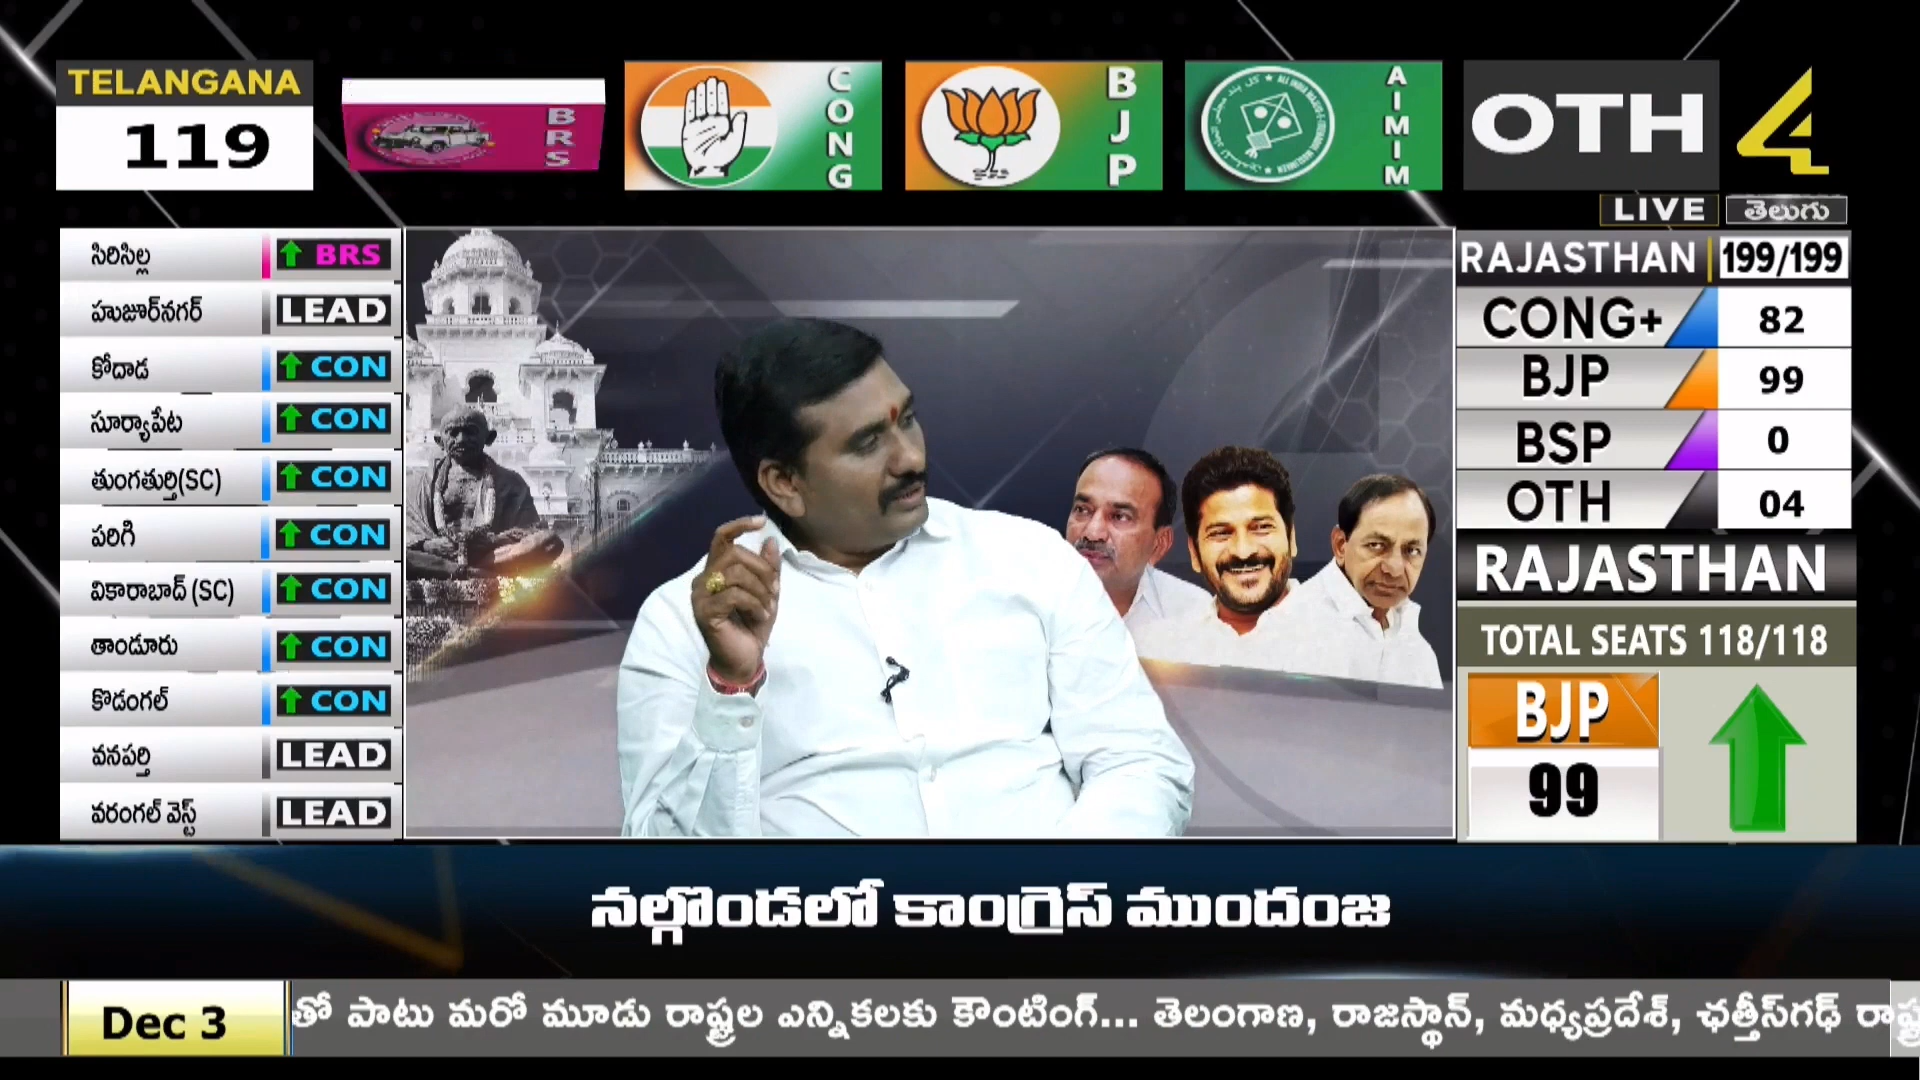 TELANGANA
119
BRS
CONG
BJP
AIMIM
OTH
4
LIVE తెలుగు
సిరిసిల్ల BRS
హుజూర్‌నగర్ LEAD
కోదాడ CON
సూర్యాపేట CON
తుంగతుర్తి(SC) CON
పరిగి CON
వికారాబాద్ (SC) CON
తాండూరు CON
కొడంగల్ CON
వనపర్తి LEAD
వరంగల్ వెస్ట్ LEAD
RAJASTHAN 199/199
CONG+ 82
BJP 99
BSP 0
OTH 04
RAJASTHAN
TOTAL SEATS 118/118
BJP
99
నల్గొండలో కాంగ్రెస్ ముందంజ
Dec 3 తో పాటు మరో మూడు రాష్ట్రల ఎన్నికలకు కౌంటింగ్... తెలంగాణ, రాజస్థాన్, మధ్యప్రదేశ్, ఛత్తీస్‌గఢ్